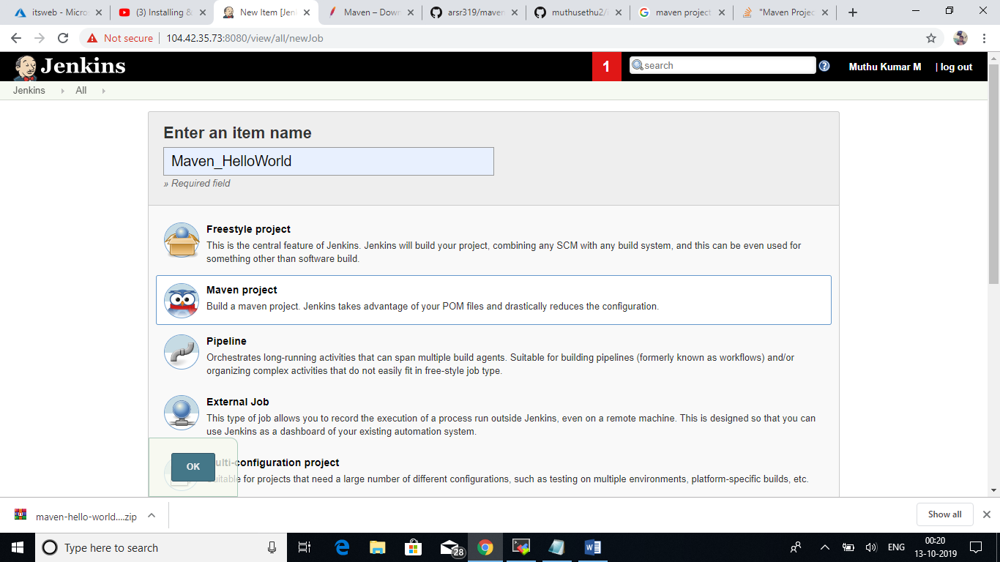 itsweb - Micros
(3) Installing &
New Item [Jen
Maven – Down
arsr319/maven
muthusethu2/
maven project
"Maven Projec
Not secure
104.42.35.73:8080/view/all/newJob
Jenkins
1
search
Muthu Kumar M
| log out
Jenkins
All
Enter an item name
Maven_HelloWorld
» Required field
Freestyle project
This is the central feature of Jenkins. Jenkins will build your project, combining any SCM with any build system, and this can be even used for
something other than software build.
Maven project
Build a maven project. Jenkins takes advantage of your POM files and drastically reduces the configuration.
Pipeline
Orchestrates long-running activities that can span multiple build agents. Suitable for building pipelines (formerly known as workflows) and/or
organizing complex activities that do not easily fit in free-style job type.
External Job
This type of job allows you to record the execution of a process run outside Jenkins, even on a remote machine. This is designed so that you can
use Jenkins as a dashboard of your existing automation system.
OK
ulti-configuration project
uitable for projects that need a large number of different configurations, such as testing on multiple environments, platform-specific builds, etc.
maven-hello-world....zip
Show all
Type here to search
28
ENG
00:20
13-10-2019